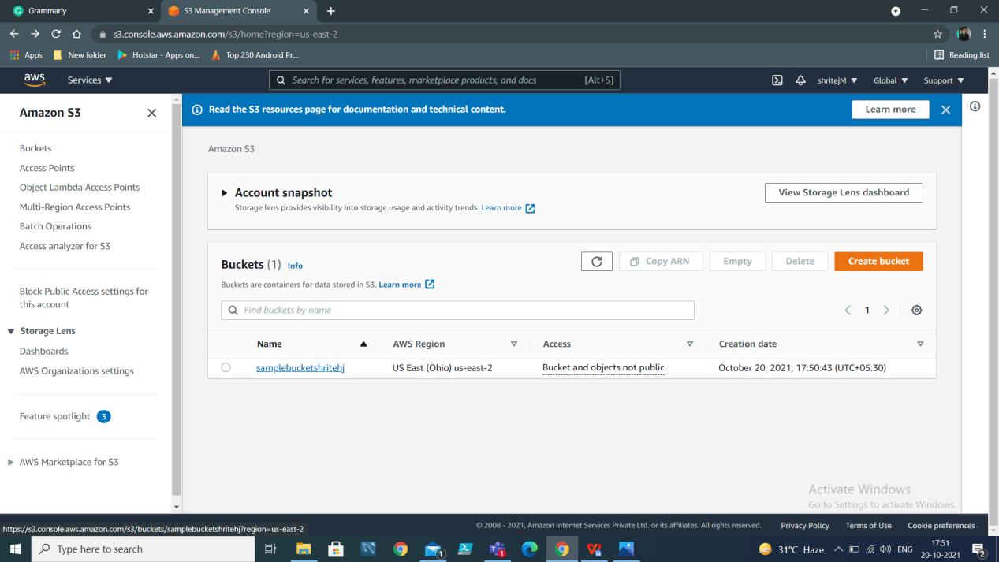 Grammarly
S3 Management Console
s3.console.aws.amazon.com/s3/home?region=us-east-2
Apps New folder Hotstar - Apps on... Top 230 Android Pr... Reading list
aws Services Search for services, features, marketplace products, and docs [Alt+S] shritejM Global Support
Amazon S3
Buckets
Access Points
Object Lambda Access Points
Multi-Region Access Points
Batch Operations
Access analyzer for S3
Block Public Access settings for
this account
Storage Lens
Dashboards
AWS Organizations settings
Feature spotlight 3
AWS Marketplace for S3
Read the S3 resources page for documentation and technical content. Learn more
Amazon S3
Account snapshot View Storage Lens dashboard
Storage lens provides visibility into storage usage and activity trends. Learn more
Buckets (1) Info Copy ARN Empty Delete Create bucket
Buckets are containers for data stored in S3. Learn more
Find buckets by name 1
Name AWS Region Access Creation date
samplebucketshritehj US East (Ohio) us-east-2 Bucket and objects not public October 20, 2021, 17:50:43 (UTC+05:30)
Activate Windows
Go to Settings to activate Windows.
https://s3.console.aws.amazon.com/s3/buckets/samplebucketshritehj?region=us-east-2
© 2008 - 2021, Amazon Internet Services Private Ltd. or its affiliates. All rights reserved. Privacy Policy Terms of Use Cookie preferences
Type here to search 1 1 31°C Haze ENG 17:51
20-10-2021 2